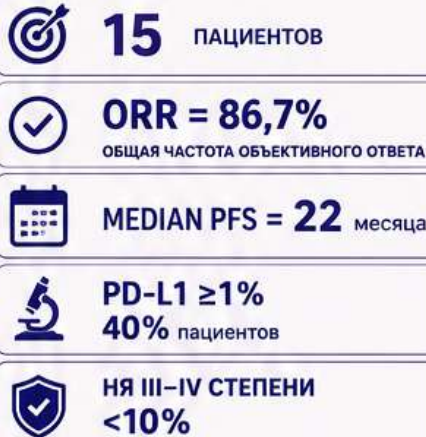 15 ПАЦИЕНТОВ
ORR = 86,7%
ОБЩАЯ ЧАСТОТА ОБЪЕКТИВНОГО ОТВЕТА
MEDIAN PFS = 22 месяца
PD-L1 ≥1%
40% пациентов
НЯ III–IV СТЕПЕНИ
<10%